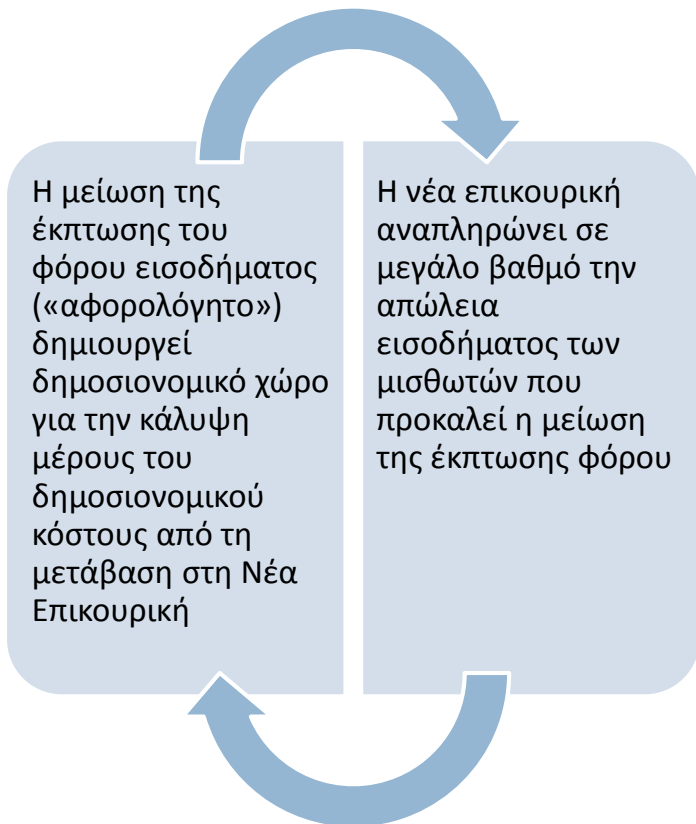 Η μείωση της
έκπτωσης του
φόρου εισοδήματος
(«αφορολόγητο»)
δημιουργεί
δημοσιονομικό χώρο
για την κάλυψη
μέρους του
δημοσιονομικού
κόστους από τη
μετάβαση στη Νέα
Επικουρική
Η νέα επικουρική
αναπληρώνει σε
μεγάλο βαθμό την
απώλεια
εισοδήματος των
μισθωτών που
προκαλεί η μείωση
της έκπτωσης φόρου